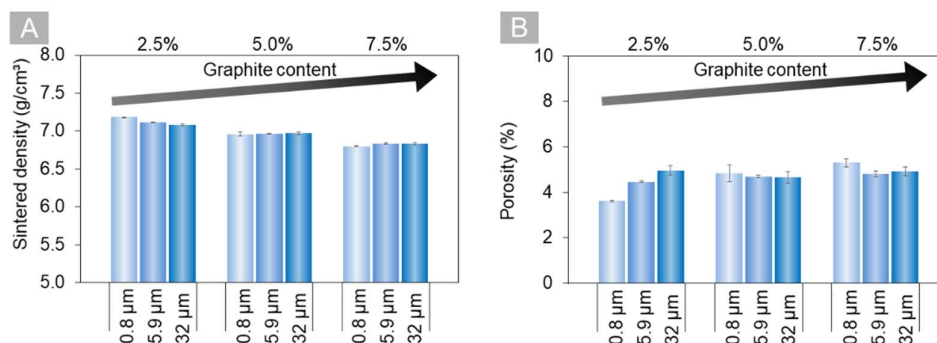 A
2.5% 5.0% 7.5%
Graphite content
Sintered density (g/cm³)
8.0
7.5
7.0
6.5
6.0
5.5
5.0
0.8 µm
5.9 µm
32 µm
0.8 µm
5.9 µm
32 µm
0.8 µm
5.9 µm
32 µm
B
2.5% 5.0% 7.5%
Graphite content
Porosity (%)
10
8
6
4
2
0
0.8 µm
5.9 µm
32 µm
0.8 µm
5.9 µm
32 µm
0.8 µm
5.9 µm
32 µm